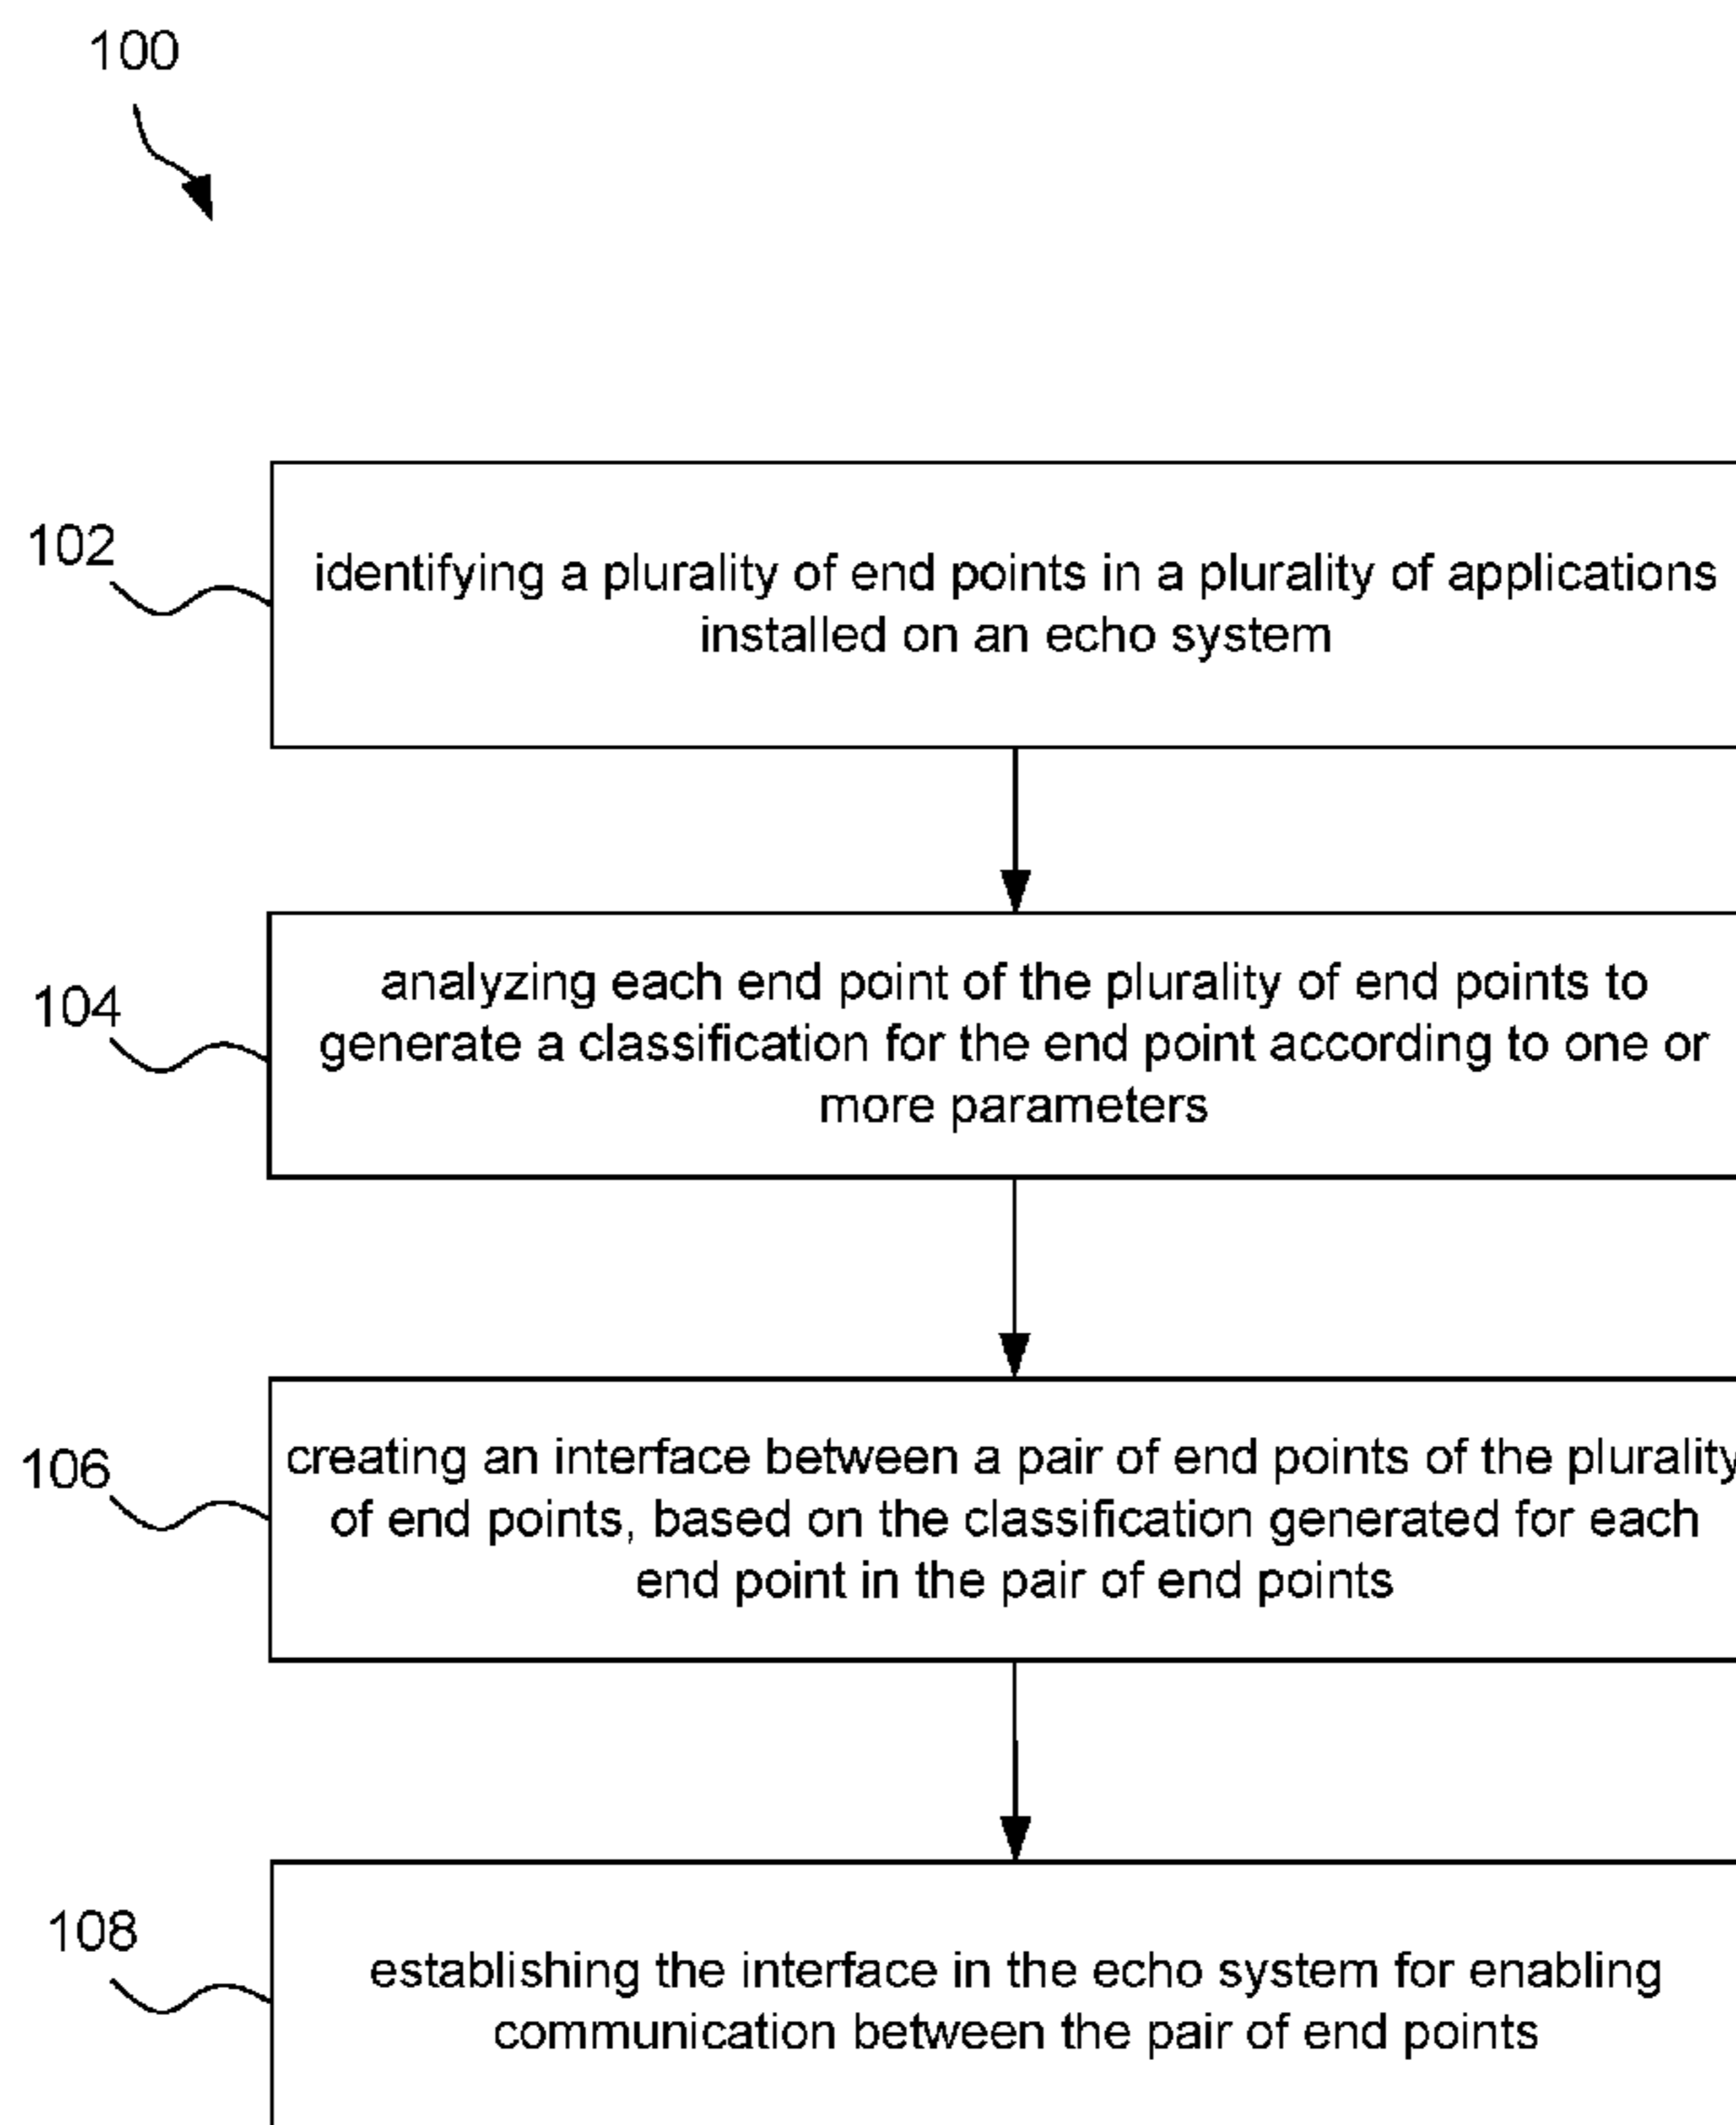 100
102
identifying a plurality of end points in a plurality of applications
installed on an echo system
104
analyzing each end point of the plurality of end points to
generate a classification for the end point according to one or
more parameters
106
creating an interface between a pair of end points of the plurality
of end points, based on the classification generated for each
end point in the pair of end points
108
establishing the interface in the echo system for enabling
communication between the pair of end points